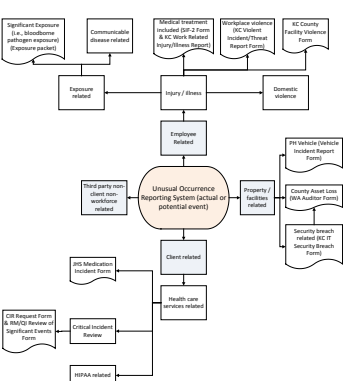 Significant Exposure
(i.e., bloodborne
pathogen exposure)
(Exposure packet)
Communicable
disease related
Medical treatment
included (SIF-2 Form
& KC Work Related
Injury/Illness Report)
Workplace violence
(KC Violent
Incident/Threat
Report Form)
KC County
Facility Violence
Form
Exposure
related
Injury / illness
Domestic
violence
Employee
Related
PH Vehicle (Vehicle
Incident Report
Form)
Third party non-
client non-
workforce
related
Unusual Occurrence
Reporting System (actual or
potential event)
Property /
facilities
related
County Asset Loss
(WA Auditor Form)
Security breach
related (KC IT
Security Breach
Form)
Client related
JHS Medication
Incident Form
Health care
services related
CIR Request Form
& RM/QI Review of
Significant Events
Form
Critical Incident
Review
HIPAA related